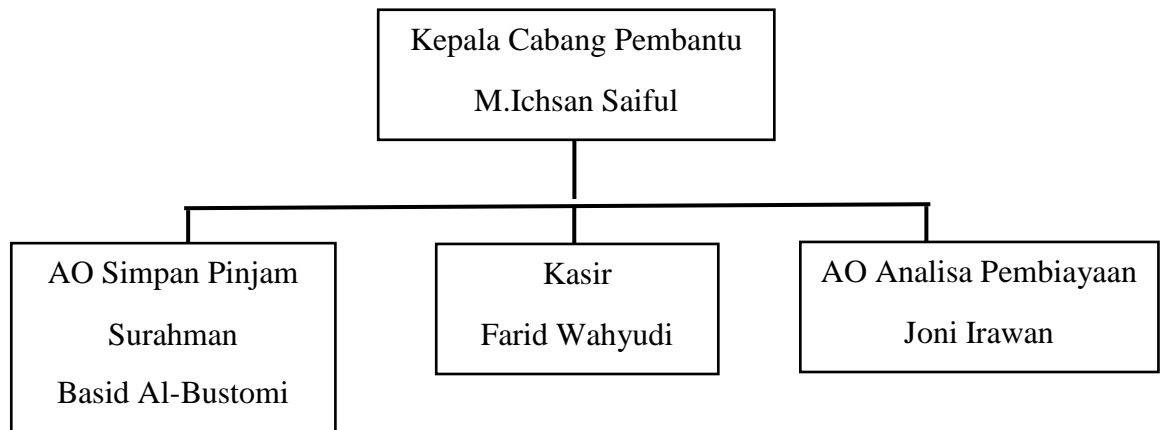 Kepala Cabang Pembantu
M.Ichsan Saiful
AO Simpan Pinjam
Surahman
Basid Al-Bustomi
Kasir
Farid Wahyudi
AO Analisa Pembiayaan
Joni Irawan